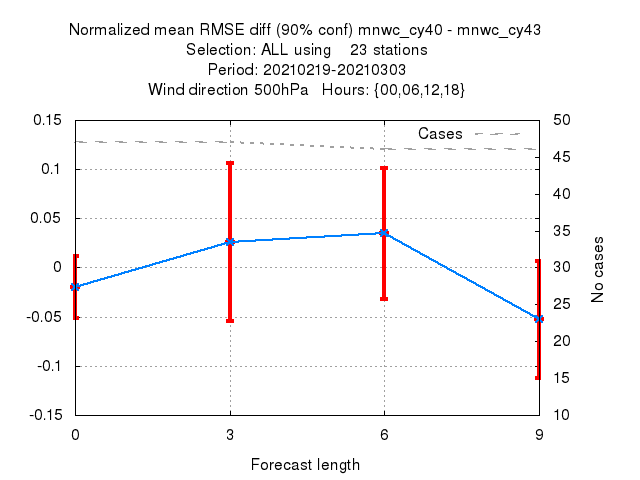 Normalized mean RMSE diff (90% conf) mnwc_cy40 - mnwc_cy43
Selection: ALL using    23 stations
Period: 20210219-20210303
Wind direction 500hPa   Hours: {00,06,12,18}
Cases
0.15
0.1
0.05
0
-0.05
-0.1
-0.15
50
45
40
35
30
25
20
15
10
No cases
0
3
6
9
Forecast length